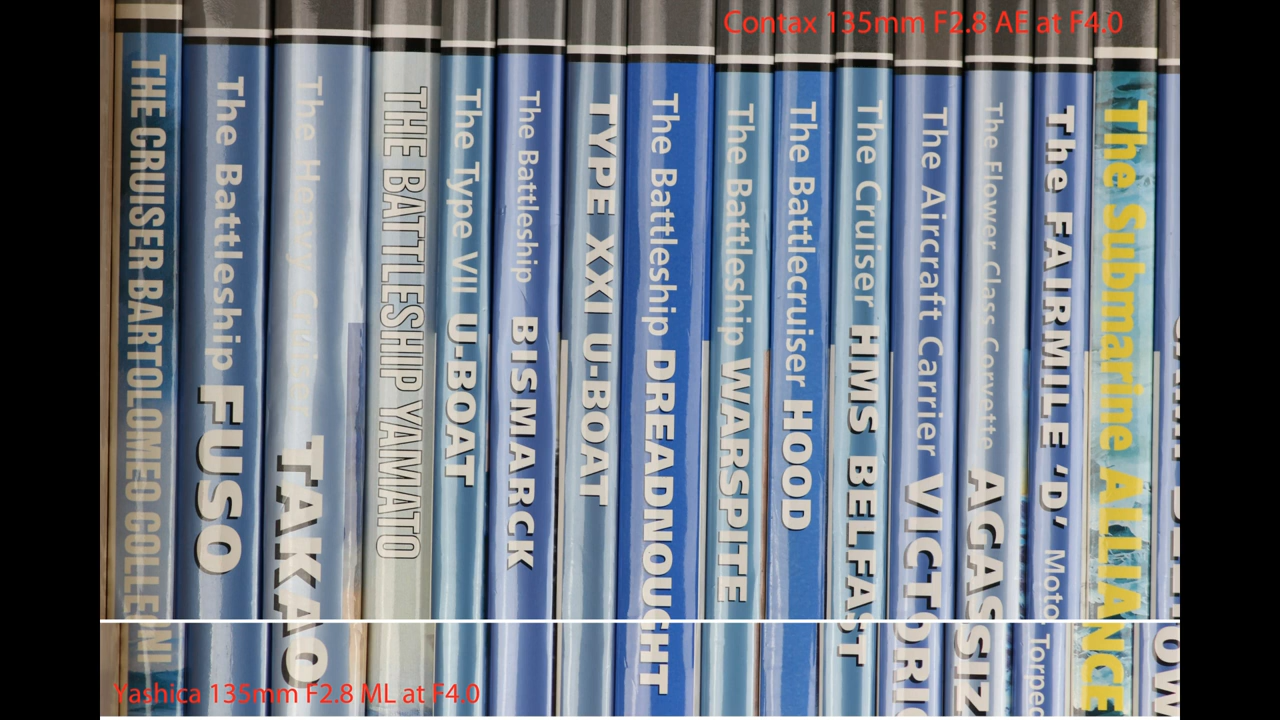 Contax 135mm F2.8 AE at F4.0
THE CRUISER BARTOLOMEO COLLEONI
The Battleship FUSO
The Heavy Cruiser TAKAO
THE BATTLESHIP YAMATO
The Type VII U-BOAT
The Battleship BISMARCK
TYPE XXI U-BOAT
The Battleship DREADNOUGHT
The Battleship WARSPITE
The Battlecruiser HOOD
The Cruiser HMS BELFAST
The Aircraft Carrier VICTORI
The Flower Class Corvette AGASSIZ
The FAIRMILE 'D' Motor Torped
The Submarine ALLIANCE
Yashica 135mm F2.8 ML at F4.0